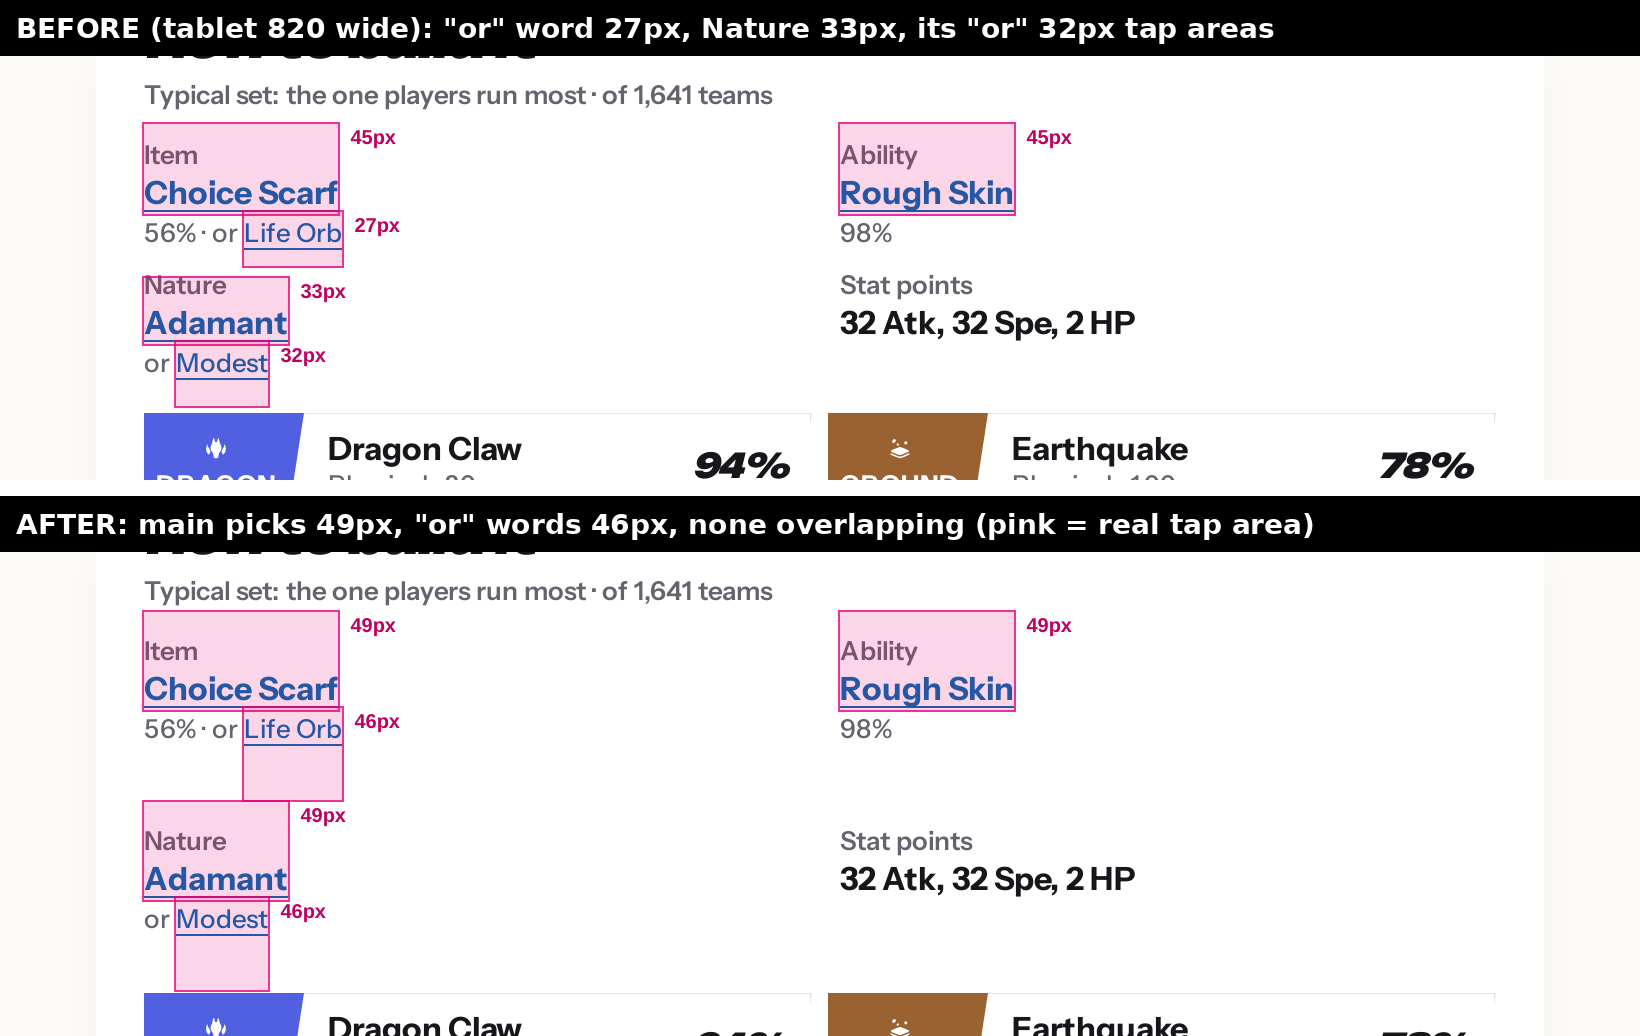 BEFORE (tablet 820 wide): "or" word 27px, Nature 33px, its "or" 32px tap areas
Typical set: the one players run most · of 1,641 teams
Item 45px
Choice Scarf
56% · or Life Orb 27px
Ability 45px
Rough Skin
98%
Nature 33px
Adamant
or Modest 32px
Stat points
32 Atk, 32 Spe, 2 HP
Dragon Claw 94%
Earthquake 78%
AFTER: main picks 49px, "or" words 46px, none overlapping (pink = real tap area)
Typical set: the one players run most · of 1,641 teams
Item 49px
Choice Scarf
56% · or Life Orb 46px
Ability 49px
Rough Skin
98%
Nature 49px
Adamant
or Modest 46px
Stat points
32 Atk, 32 Spe, 2 HP
Dragon Claw
Earthquake